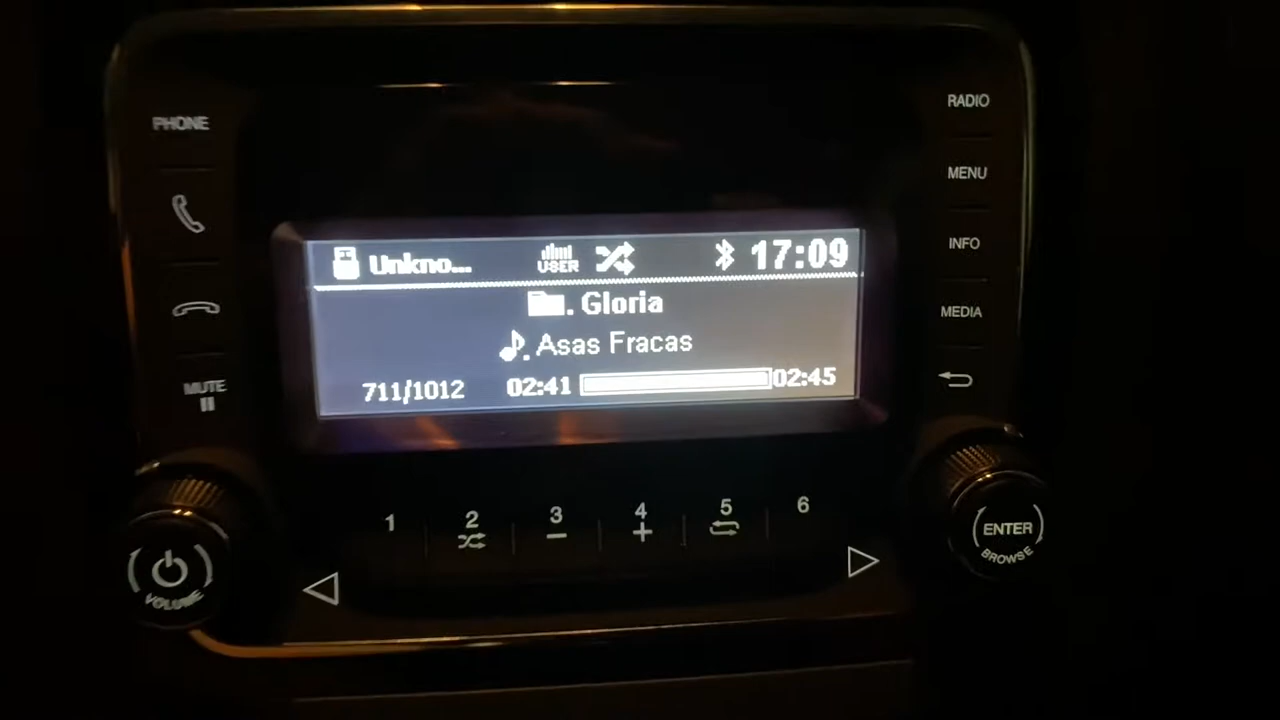 PHONE
MUTE
VOLUME
Unkno... USER 17:09
. Gloria
. Asas Fracas
711/1012 02:41 02:45
1 2 3 4 5 6
− +
RADIO
MENU
INFO
MEDIA
ENTER
BROWSE